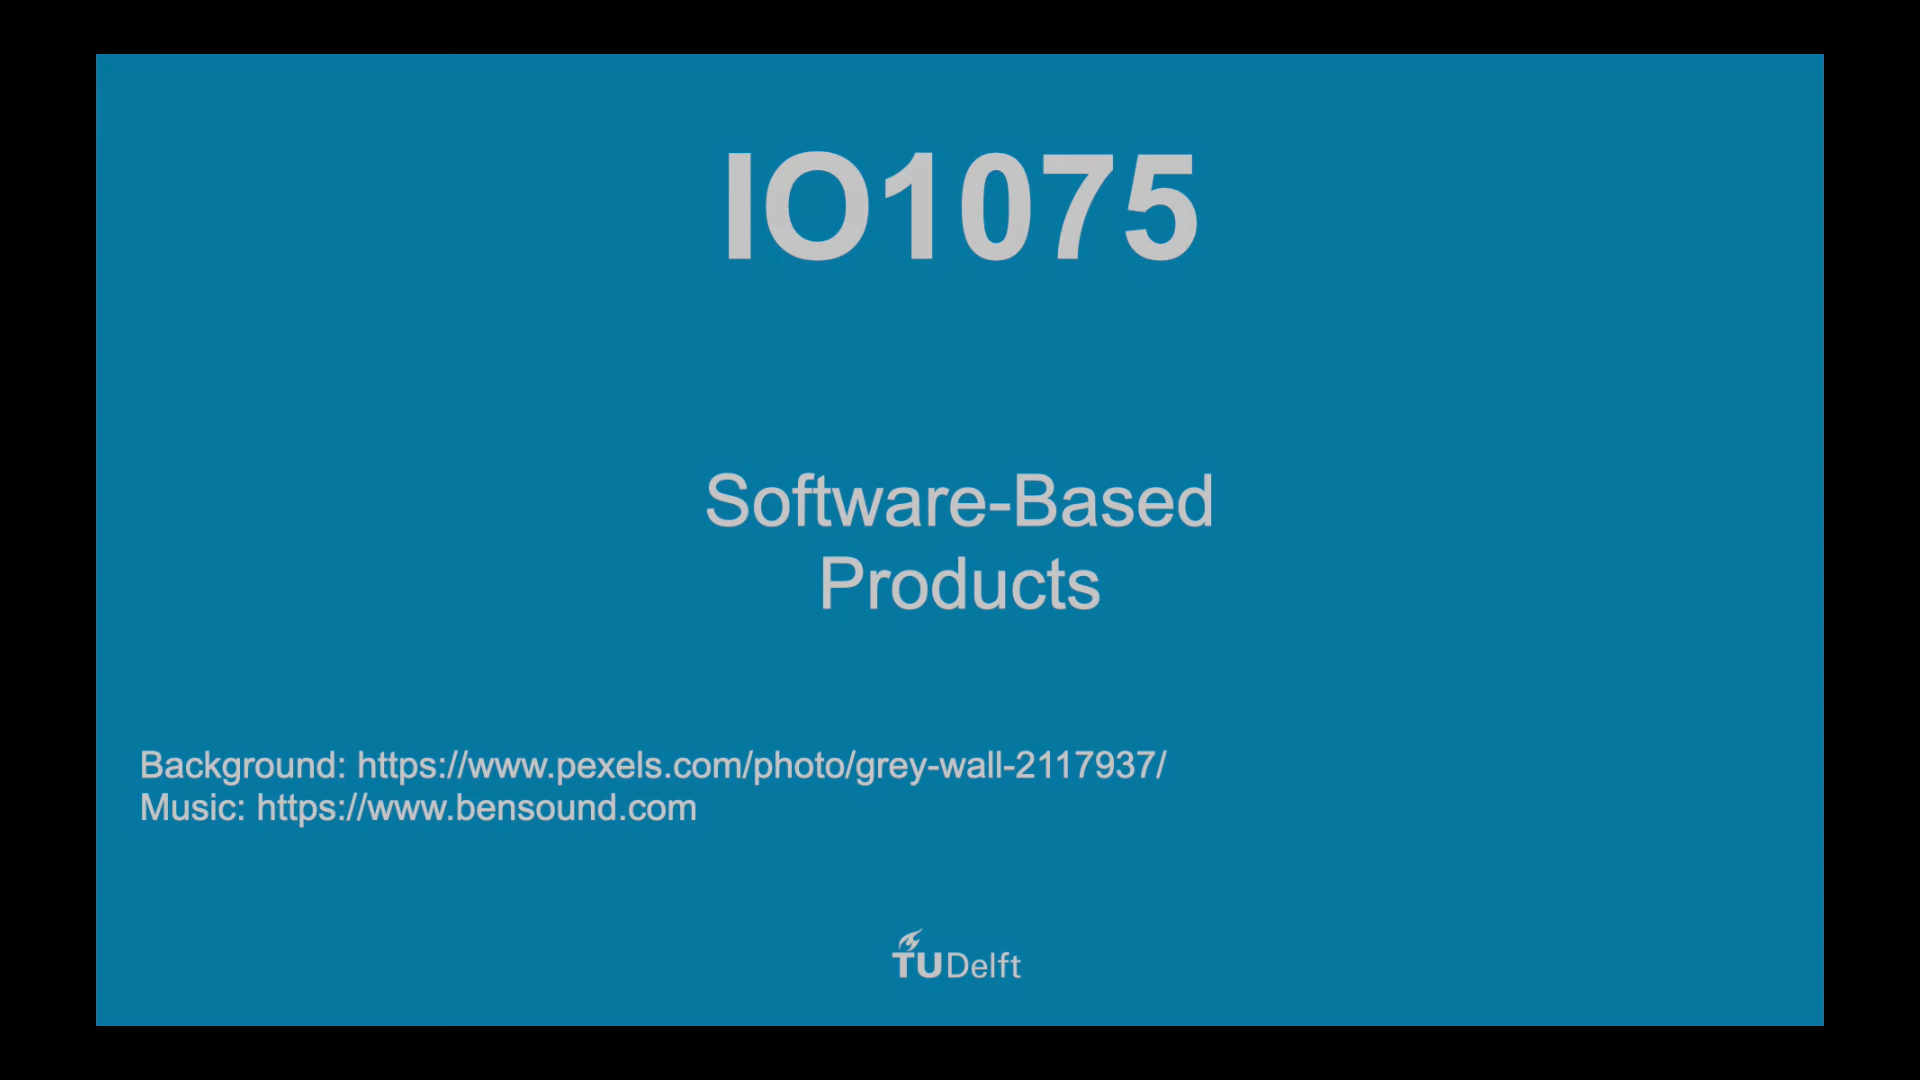 IO1075
Software-Based
Products
Background: https://www.pexels.com/photo/grey-wall-2117937/
Music: https://www.bensound.com
TUDelft